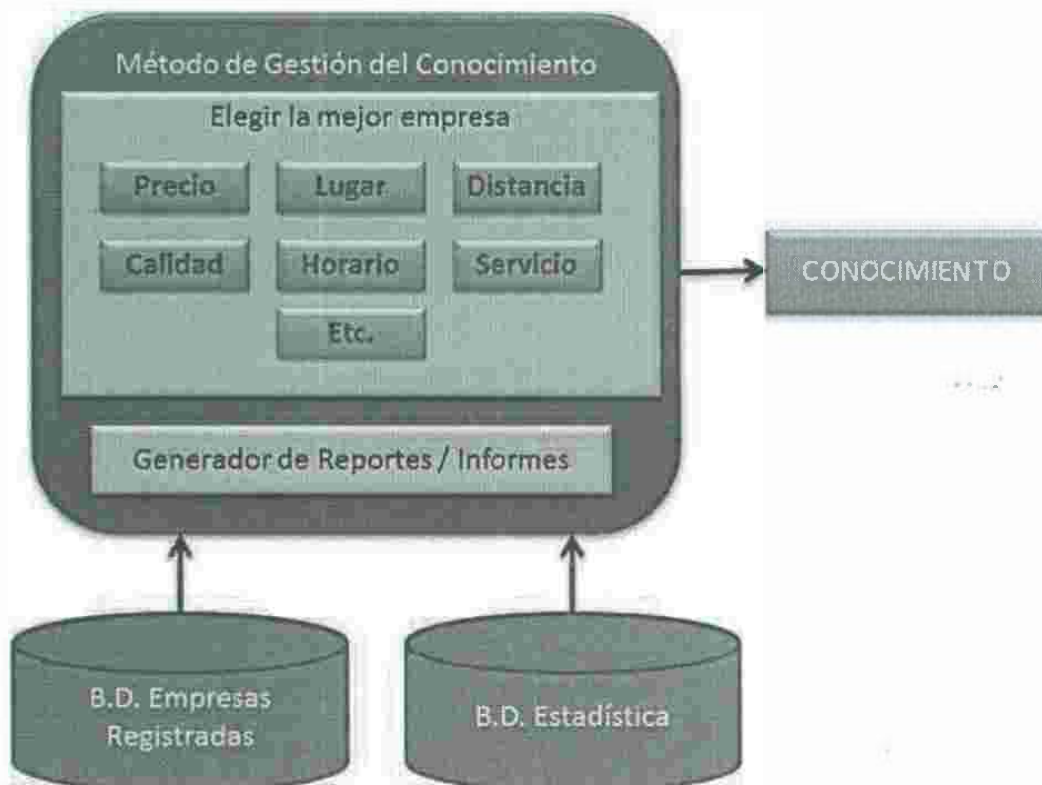 Método de Gestión del Conocimiento
Elegir la mejor empresa
Precio
Lugar
Distancia
Calidad
Horario
Servicio
Etc.
Generador de Reportes / Informes
CONOCIMIENTO
B.D. Empresas
Registradas
B.D. Estadística